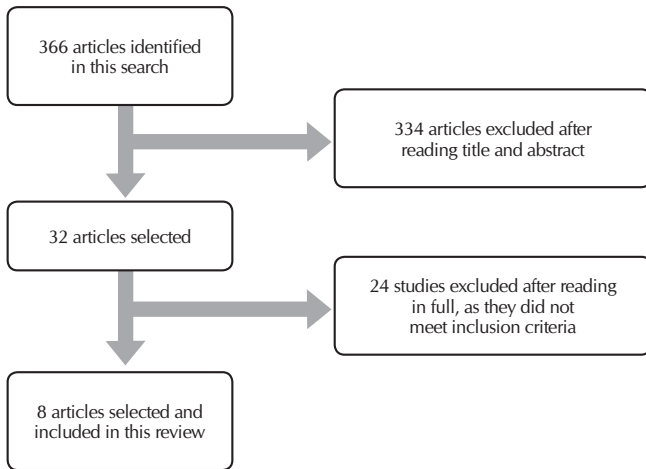 366 articles identified
in this search
334 articles excluded after
reading title and abstract
32 articles selected
24 studies excluded after reading
in full, as they did not
meet inclusion criteria
8 articles selected and
included in this review